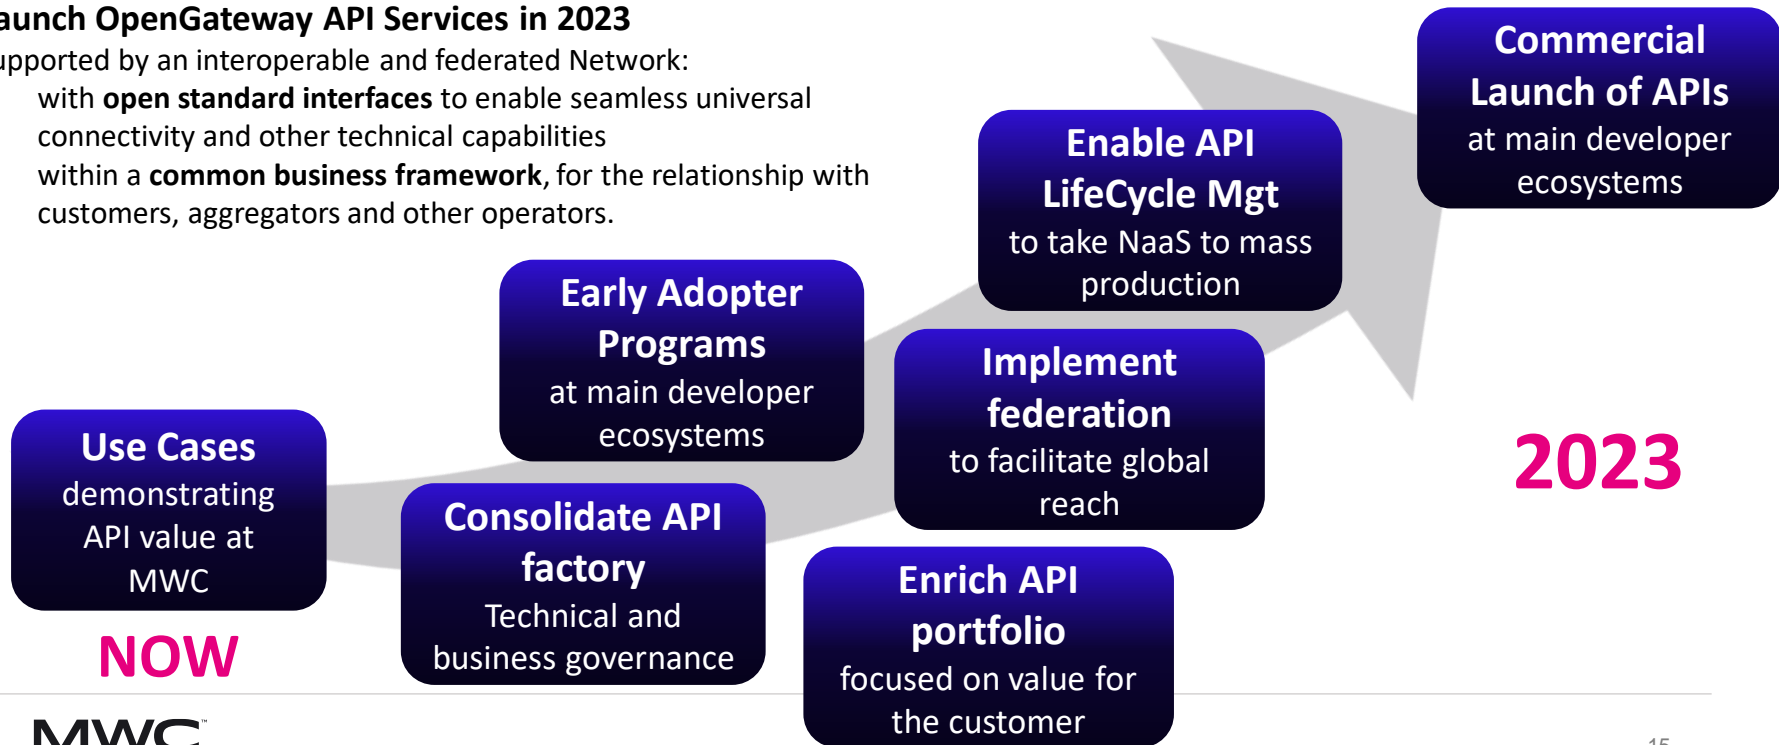 aunch OpenGateway API Services in 2023
upported by an interoperable and federated Network:
with open standard interfaces to enable seamless universal
connectivity and other technical capabilities
within a common business framework, for the relationship with
customers, aggregators and other operators.
Commercial
Launch of APIs
at main developer
ecosystems
Enable API
LifeCycle Mgt
to take NaaS to mass
production
Early Adopter
Programs
at main developer
ecosystems
Implement
federation
to facilitate global
reach
Use Cases
demonstrating
API value at
MWC
NOW
Consolidate API
factory
Technical and
business governance
Enrich API
portfolio
focused on value for
the customer
2023
MWC™
15